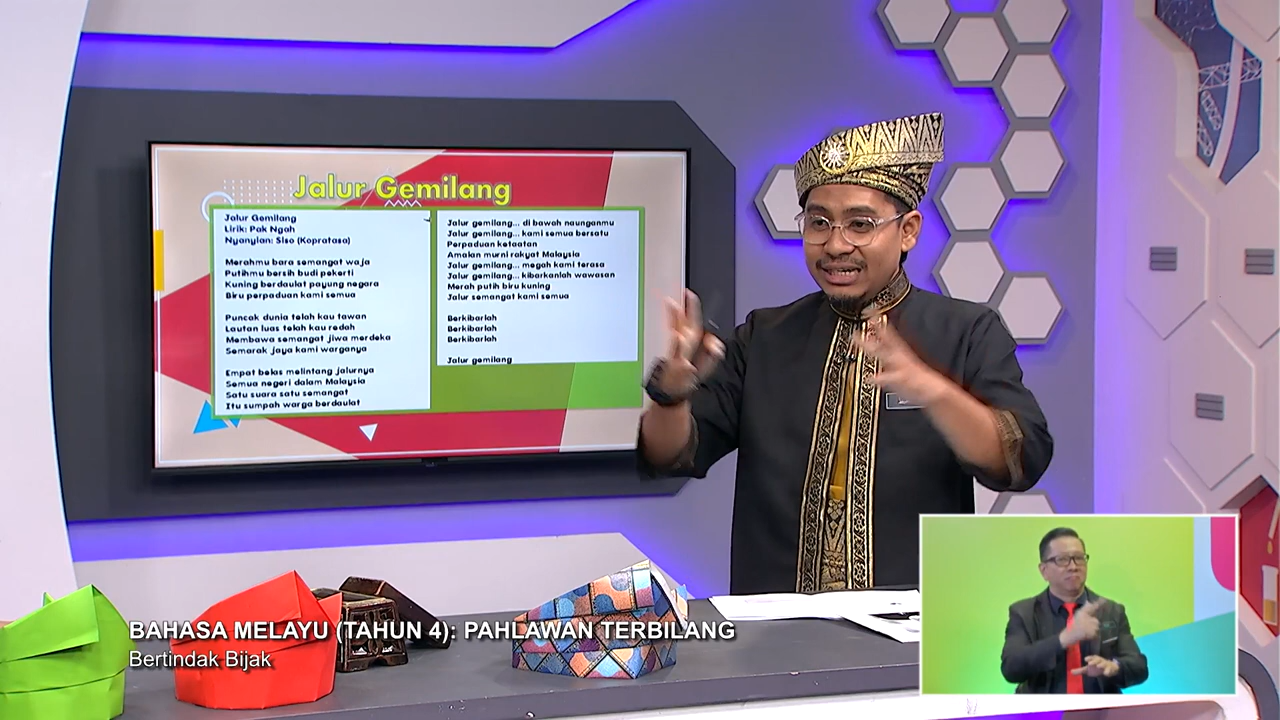 Jalur Gemilang
Jalur Gemilang
Lirik: Pak Ngah
Nyanyian: Siso (Kopratasa)
Merahmu bara semangat waja
Putihmu bersih budi pekerti
Kuning berdaulat payung negara
Biru perpaduan kami semua
Puncak dunia telah kau tawan
Lautan luas telah kau redah
Membawa semangat jiwa merdeka
Semarak jaya kami warganya
Empat belas melintang jalurnya
Semua negeri dalam Malaysia
Satu suara satu semangat
Itu sumpah warga berdaulat
Jalur gemilang... di bawah naunganmu
Jalur gemilang... kami semua bersatu
Perpaduan ketaatan
Amalan murni rakyat Malaysia
Jalur gemilang... megah kami terasa
Jalur gemilang... kibarkanlah wawasan
Merah putih biru kuning
Jalur semangat kami semua
Berkibarlah
Berkibarlah
Berkibarlah
Jalur gemilang
BAHASA MELAYU (TAHUN 4): PAHLAWAN TERBILANG
Bertindak Bijak